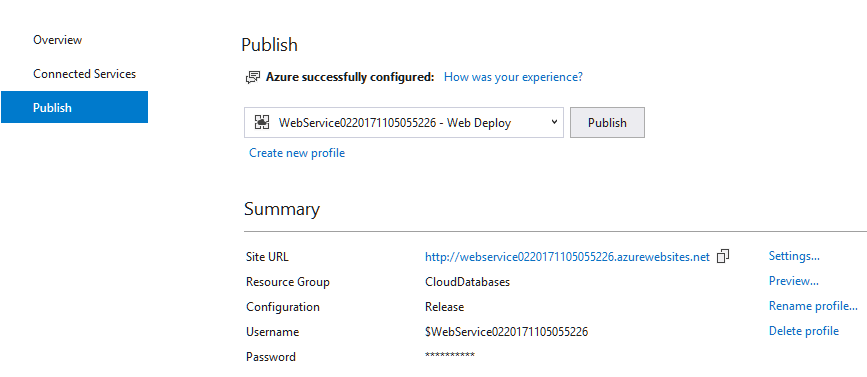 Overview
Connected Services
Publish
Publish
Azure successfully configured: How was your experience?
WebService0220171105055226 - Web Deploy Publish
Create new profile
Summary
Site URL http://webservice0220171105055226.azurewebsites.net Settings...
Resource Group CloudDatabases Preview...
Configuration Release Rename profile...
Username $WebService0220171105055226 Delete profile
Password **********